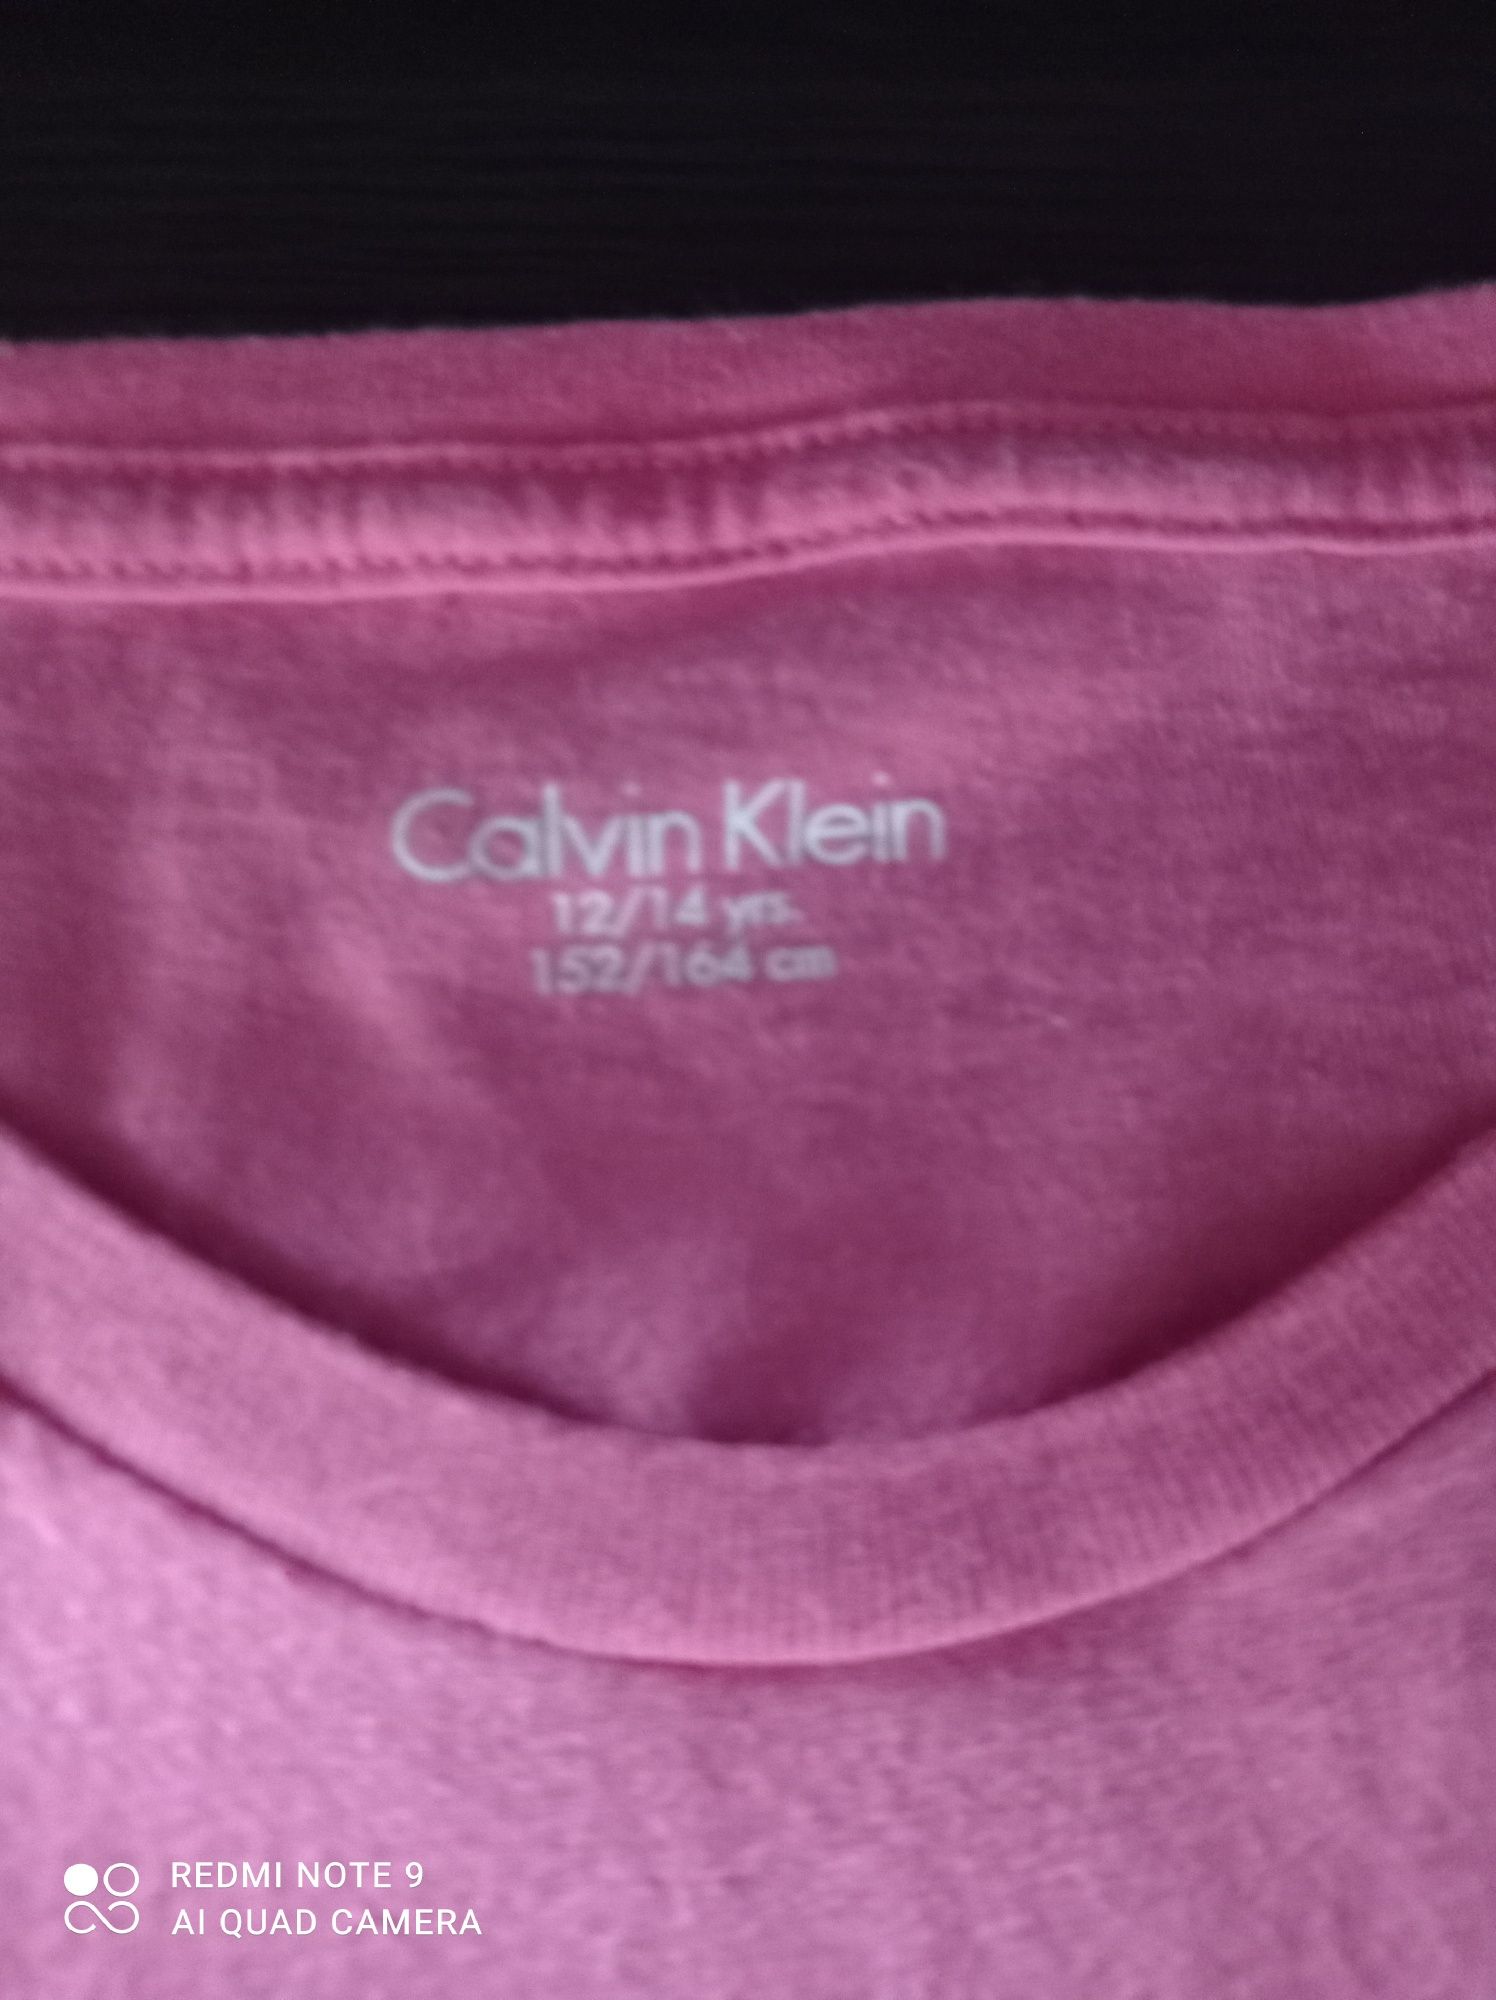 Calvin Klein
12/14 yrs.
152/164 cm
REDMI NOTE 9
AI QUAD CAMERA